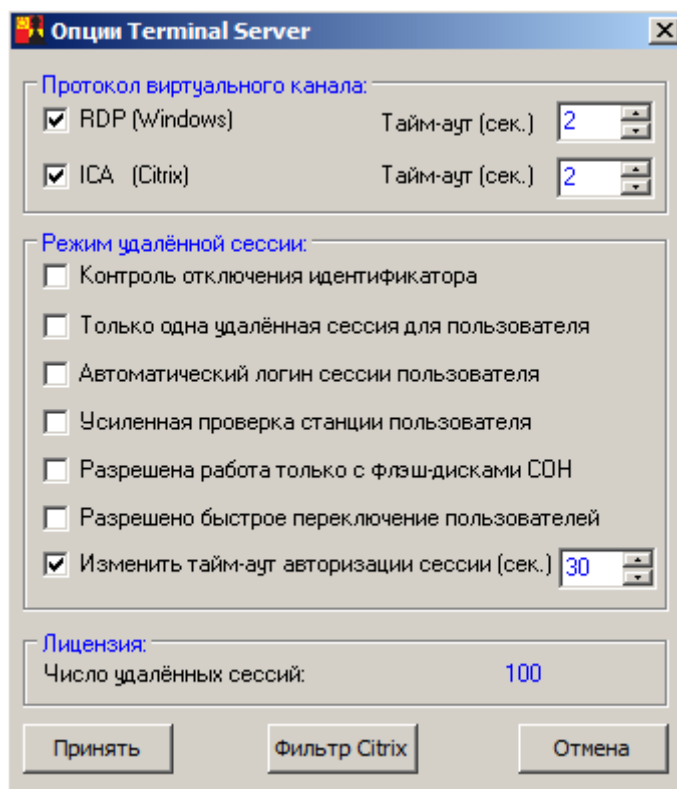 Опции Terminal Server
Протокол виртуального канала:
RDP (Windows) Тайм-аут (сек.) 2
ICA (Citrix) Тайм-аут (сек.) 2
Режим удалённой сессии:
Контроль отключения идентификатора
Только одна удалённая сессия для пользователя
Автоматический логин сессии пользователя
Усиленная проверка станции пользователя
Разрешена работа только с флэш-дисками СОН
Разрешено быстрое переключение пользователей
Изменить тайм-аут авторизации сессии (сек.) 30
Лицензия:
Число удалённых сессий: 100
Принять Фильтр Citrix Отмена